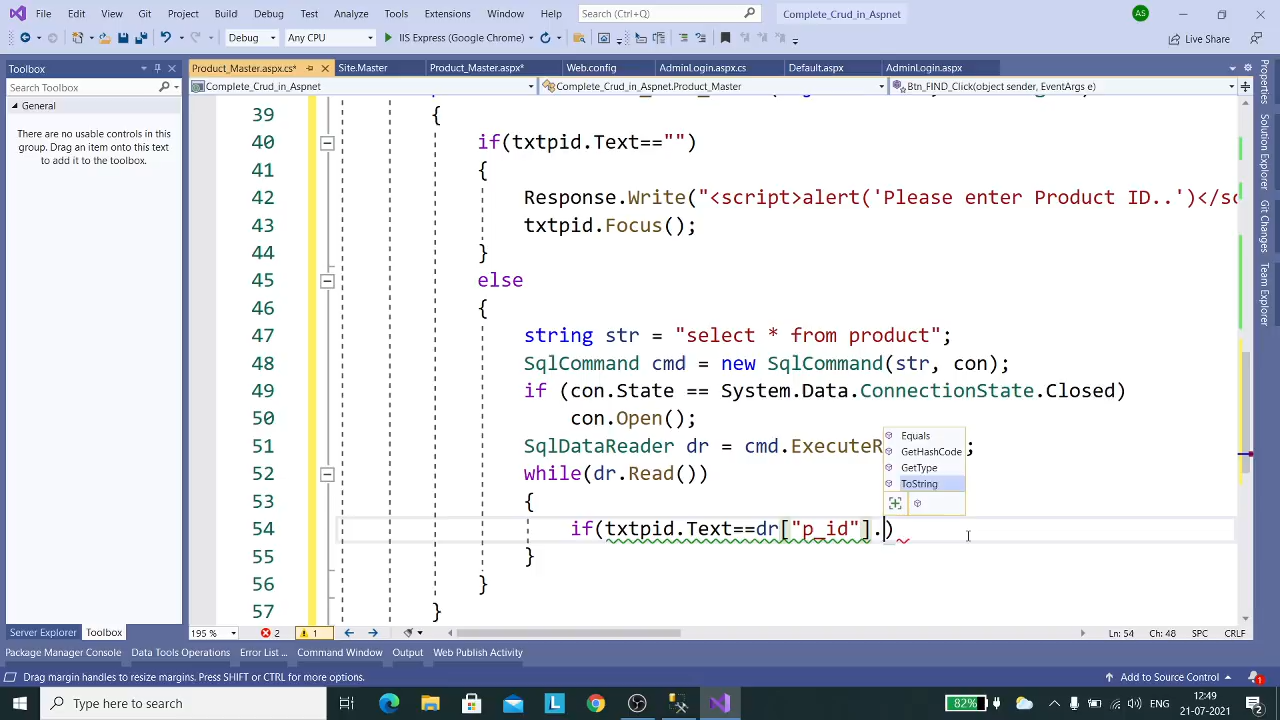 File Edit View Git Project Build Debug Test Analyze Tools Extensions Window Help Search (Ctrl+Q) Complete_Crud_in_Aspnet AS
Debug Any CPU IIS Express (Google Chrome) Live Share
Toolbox Product_Master.aspx.cs* Site.Master Product_Master.aspx* Web.config AdminLogin.aspx.cs Default.aspx AdminLogin.aspx
Search Toolbox Complete_Crud_in_Aspnet Complete_Crud_in_Aspnet.Product_Master Btn_FIND_Click(object sender, EventArgs e)
General
There are no usable controls in this
group. Drag an item onto this text
to add it to the toolbox.
39 {
40 if(txtpid.Text=="")
41 {
42 Response.Write("<script>alert('Please enter Product ID..')</sc
43 txtpid.Focus();
44 }
45 else
46 {
47 string str = "select * from product";
48 SqlCommand cmd = new SqlCommand(str, con);
49 if (con.State == System.Data.ConnectionState.Closed)
50 con.Open();
51 SqlDataReader dr = cmd.ExecuteR ;
52 while(dr.Read())
53 {
54 if(txtpid.Text==dr["p_id"].)
55 }
56 }
57 }
Equals
GetHashCode
GetType
ToString
Properties
Solution Explorer
Git Changes
Team Explorer
Server Explorer Toolbox 195 % 2 1 Ln: 54 Ch: 48 SPC CRLF
Package Manager Console Data Tools Operations Error List ... Command Window Output Web Publish Activity
Drag margin handles to resize margins. Press SHIFT or CTRL for more options. Add to Source Control 1
Type here to search L 82% ENG 12:49 21-07-2021 2